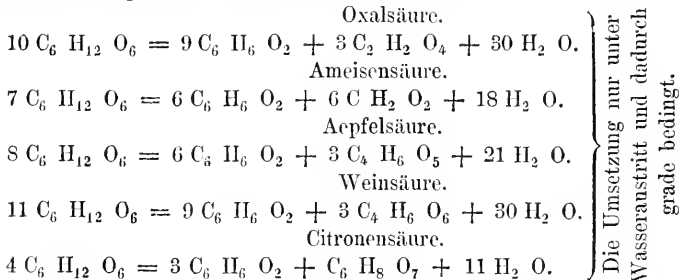 Oxalsäure.
10 C₆ H₁₂ O₆ = 9 C₆ H₆ O₂ + 3 C₂ H₂ O₄ + 30 H₂ O.
Ameisensäure.
7 C₆ H₁₂ O₆ = 6 C₆ H₆ O₂ + 6 C H₂ O₂ + 18 H₂ O.
Aepfelsäure.
8 C₆ H₁₂ O₆ = 6 C₆ H₆ O₂ + 3 C₄ H₆ O₅ + 21 H₂ O.
Weinsäure.
11 C₆ H₁₂ O₆ = 9 C₆ H₆ O₂ + 3 C₄ H₆ O₆ + 30 H₂ O.
Citronensäure.
4 C₆ H₁₂ O₆ = 3 C₆ H₆ O₂ + C₆ H₈ O₇ + 11 H₂ O.
Die Umsetzung nur unter
Wasseraustritt und dadurch
grade bedingt.